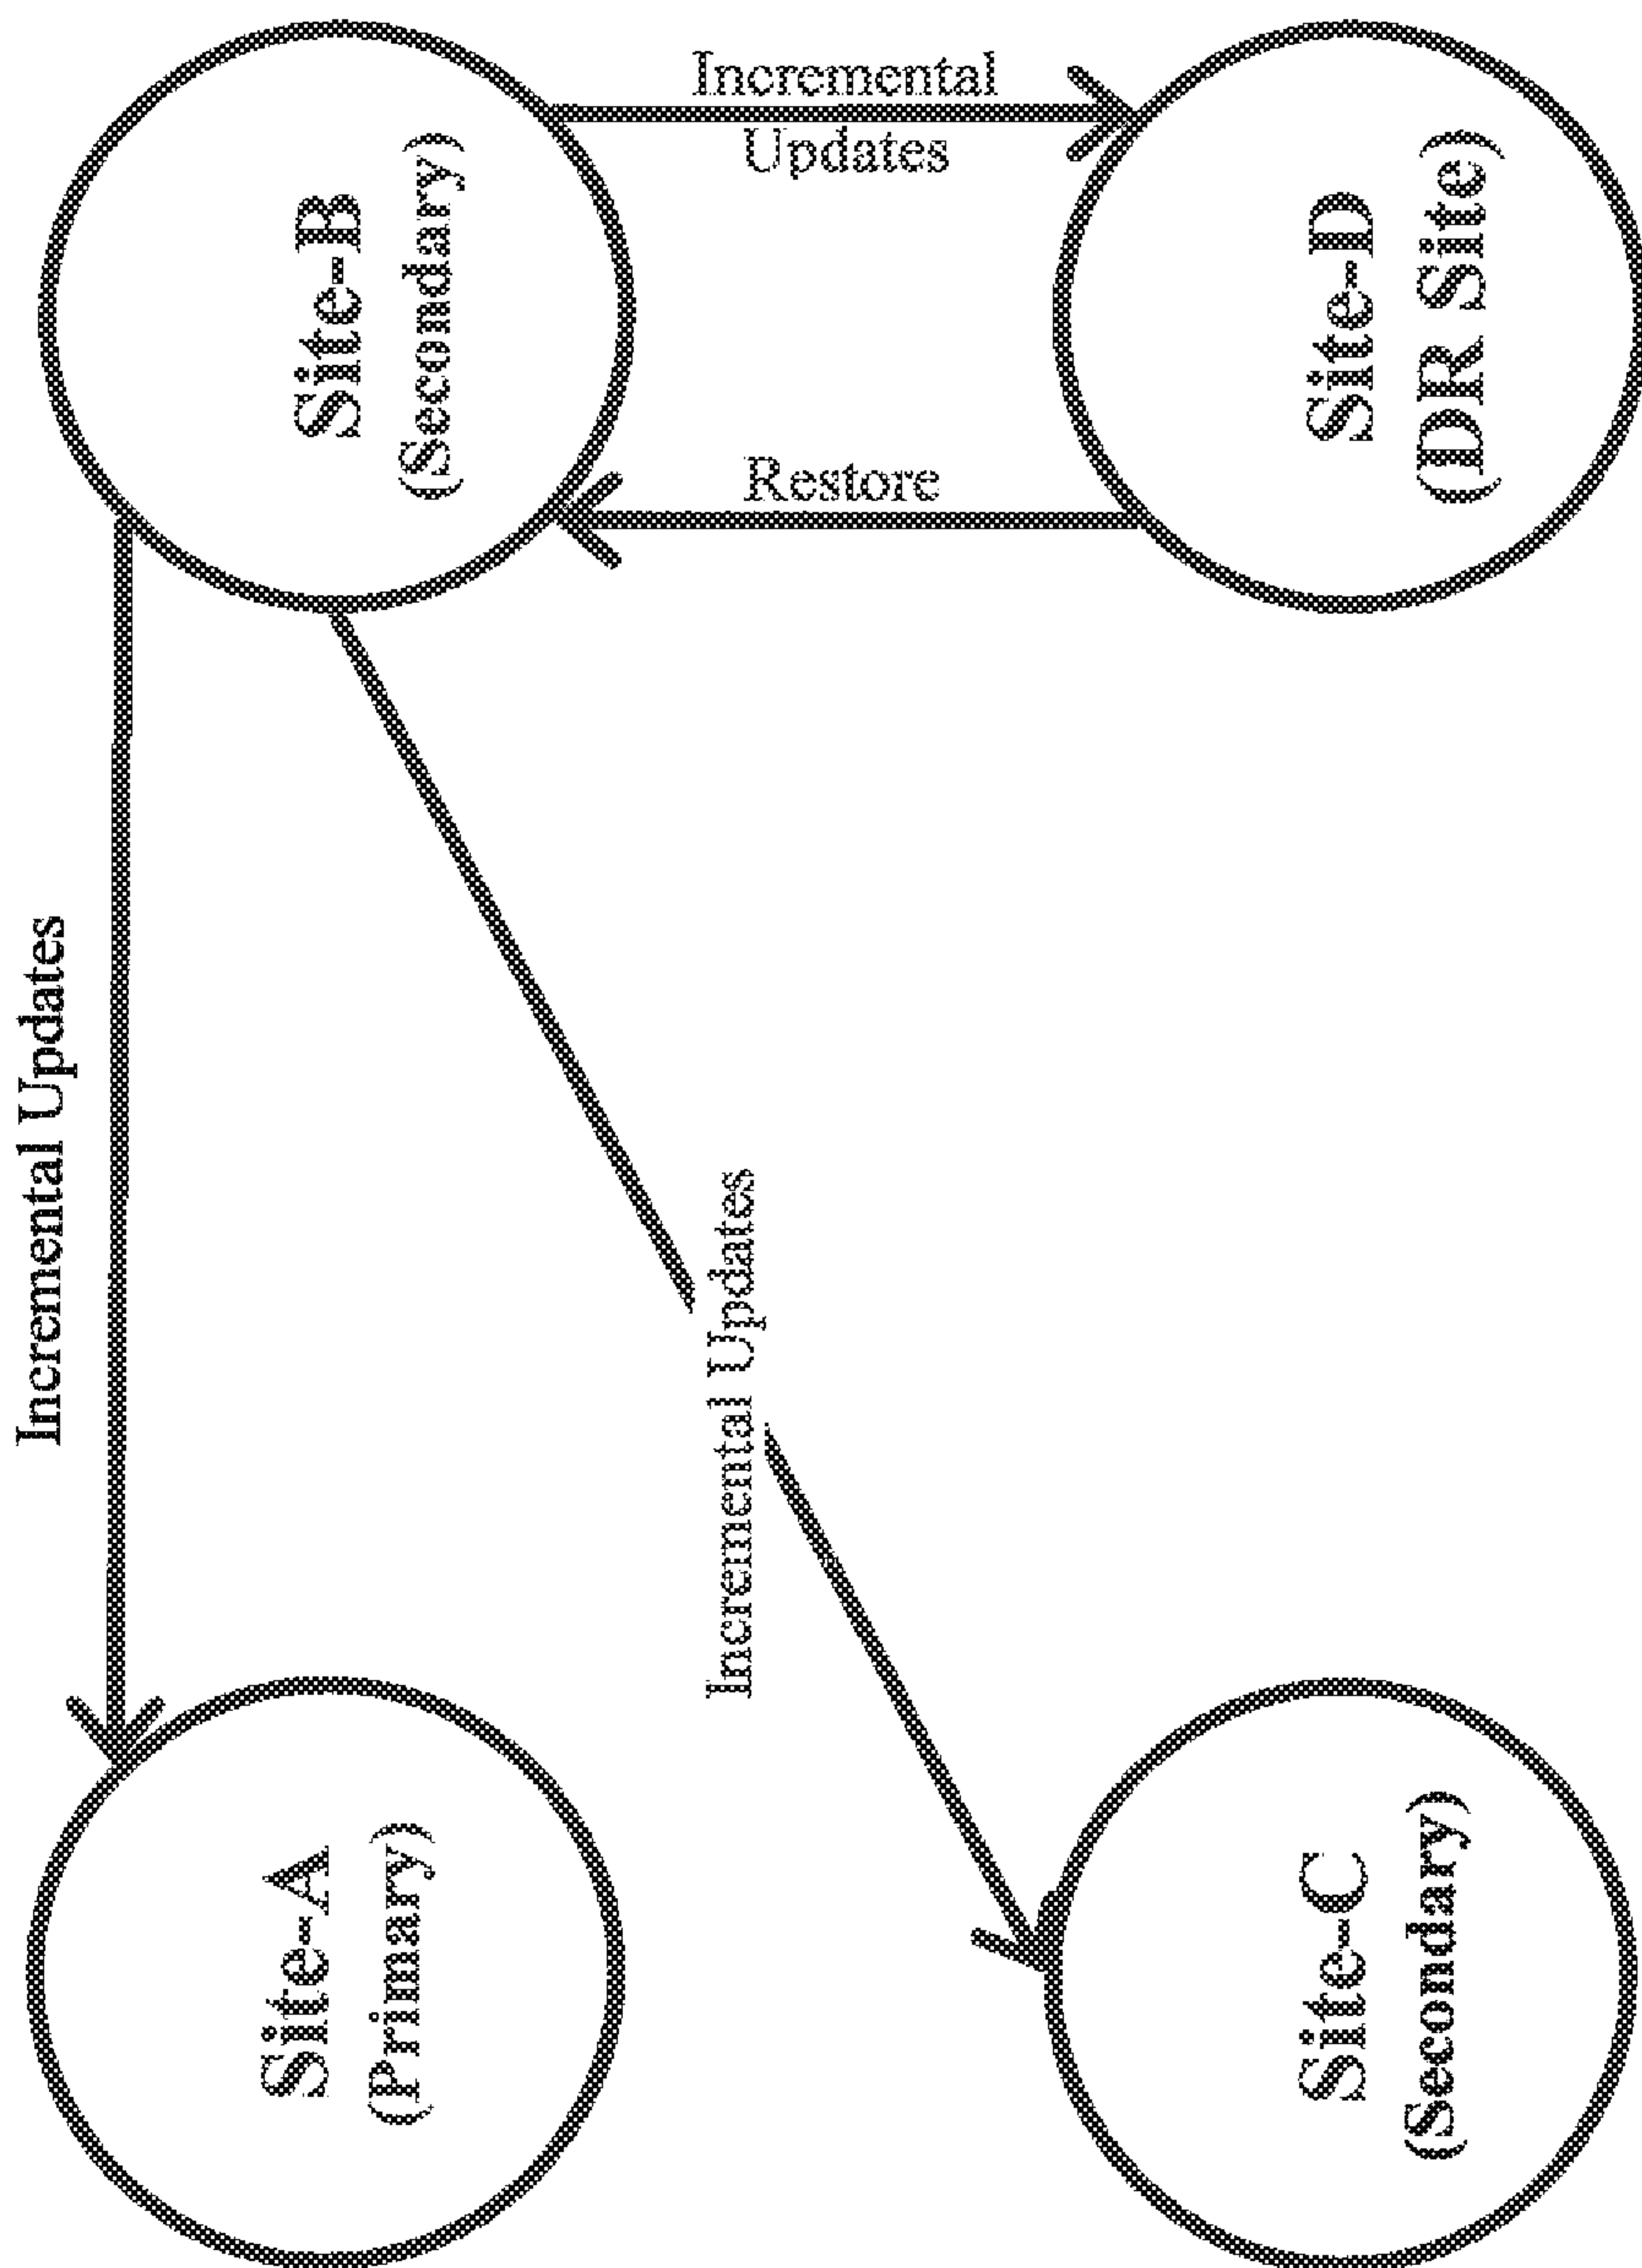 Site-A
(Primary)
Incremental Updates
Site-B
(Secondary)
Incremental Updates
Restore
Incremental
Updates
Site-C
(Secondary)
Site-D
(DR Site)